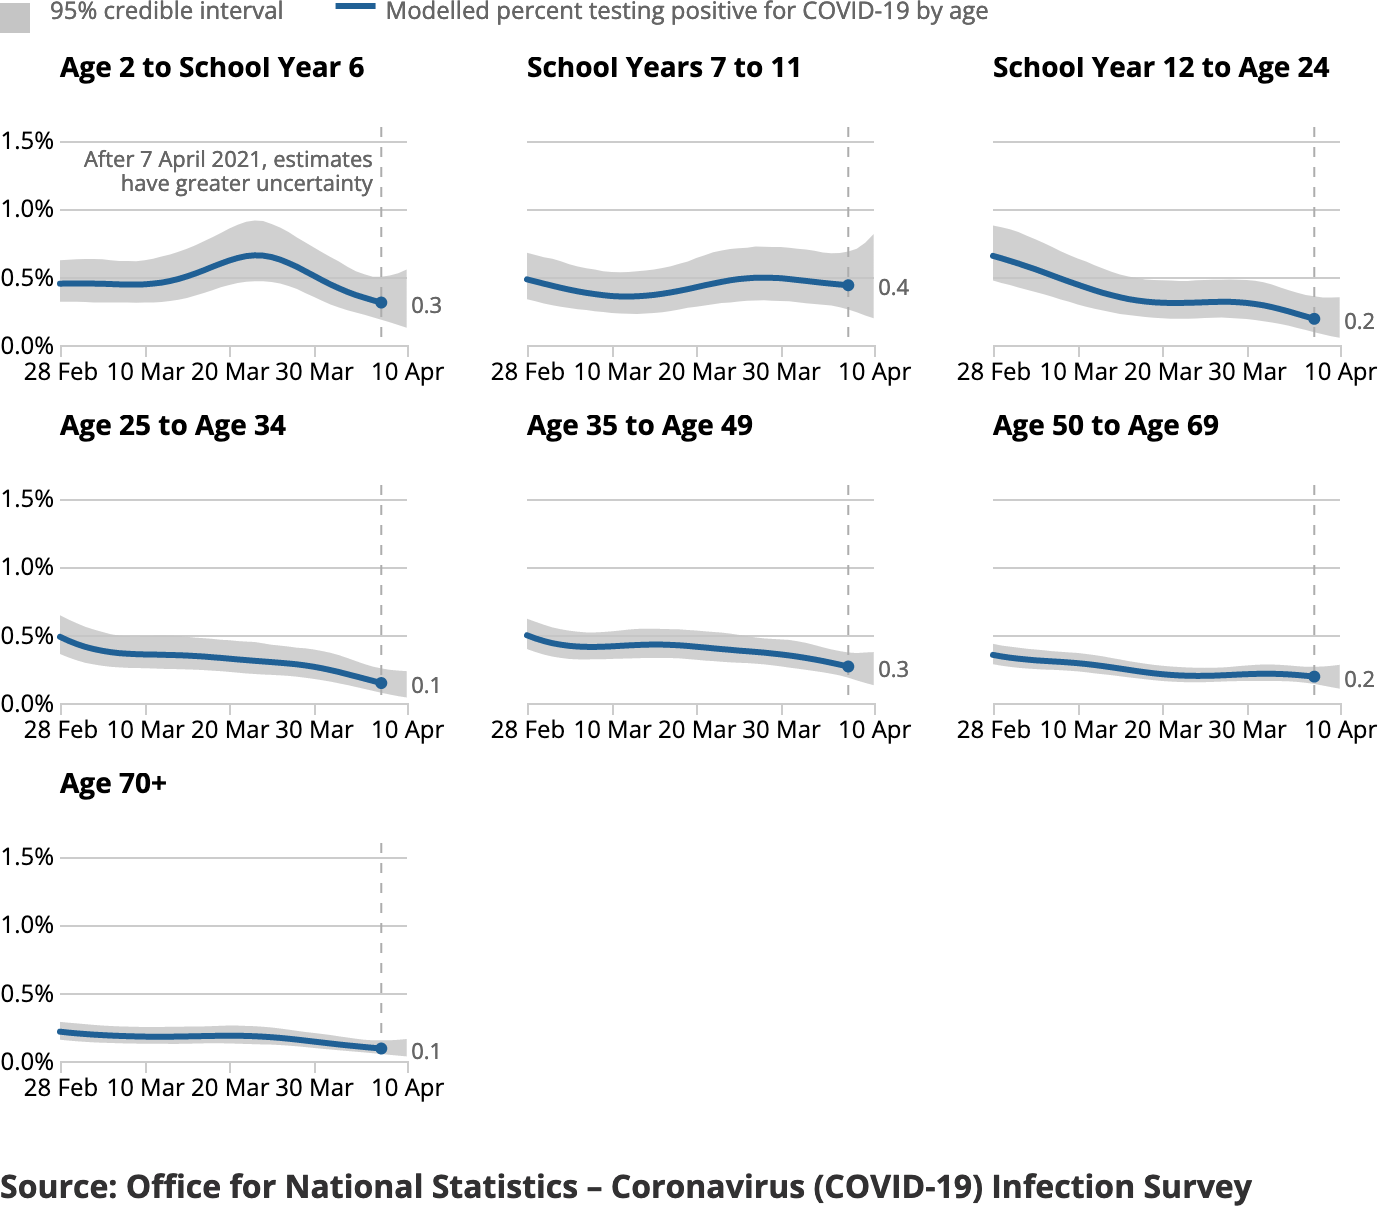 95% credible interval
Modelled percent testing positive for COVID-19 by age
Age 2 to School Year 6
School Years 7 to 11
School Year 12 to Age 24
1.5%
After 7 April 2021, estimates
have greater uncertainty
1.0%
0.5%
0.3
0.4
0.2
0.0%
28 Feb 10 Mar 20 Mar 30 Mar 10 Apr
28 Feb 10 Mar 20 Mar 30 Mar 10 Apr
28 Feb 10 Mar 20 Mar 30 Mar 10 Apr
Age 25 to Age 34
Age 35 to Age 49
Age 50 to Age 69
1.5%
1.0%
0.5%
0.1
0.3
0.2
0.0%
28 Feb 10 Mar 20 Mar 30 Mar 10 Apr
28 Feb 10 Mar 20 Mar 30 Mar 10 Apr
28 Feb 10 Mar 20 Mar 30 Mar 10 Apr
Age 70+
1.5%
1.0%
0.5%
0.1
0.0%
28 Feb 10 Mar 20 Mar 30 Mar 10 Apr
Source: Office for National Statistics – Coronavirus (COVID-19) Infection Survey